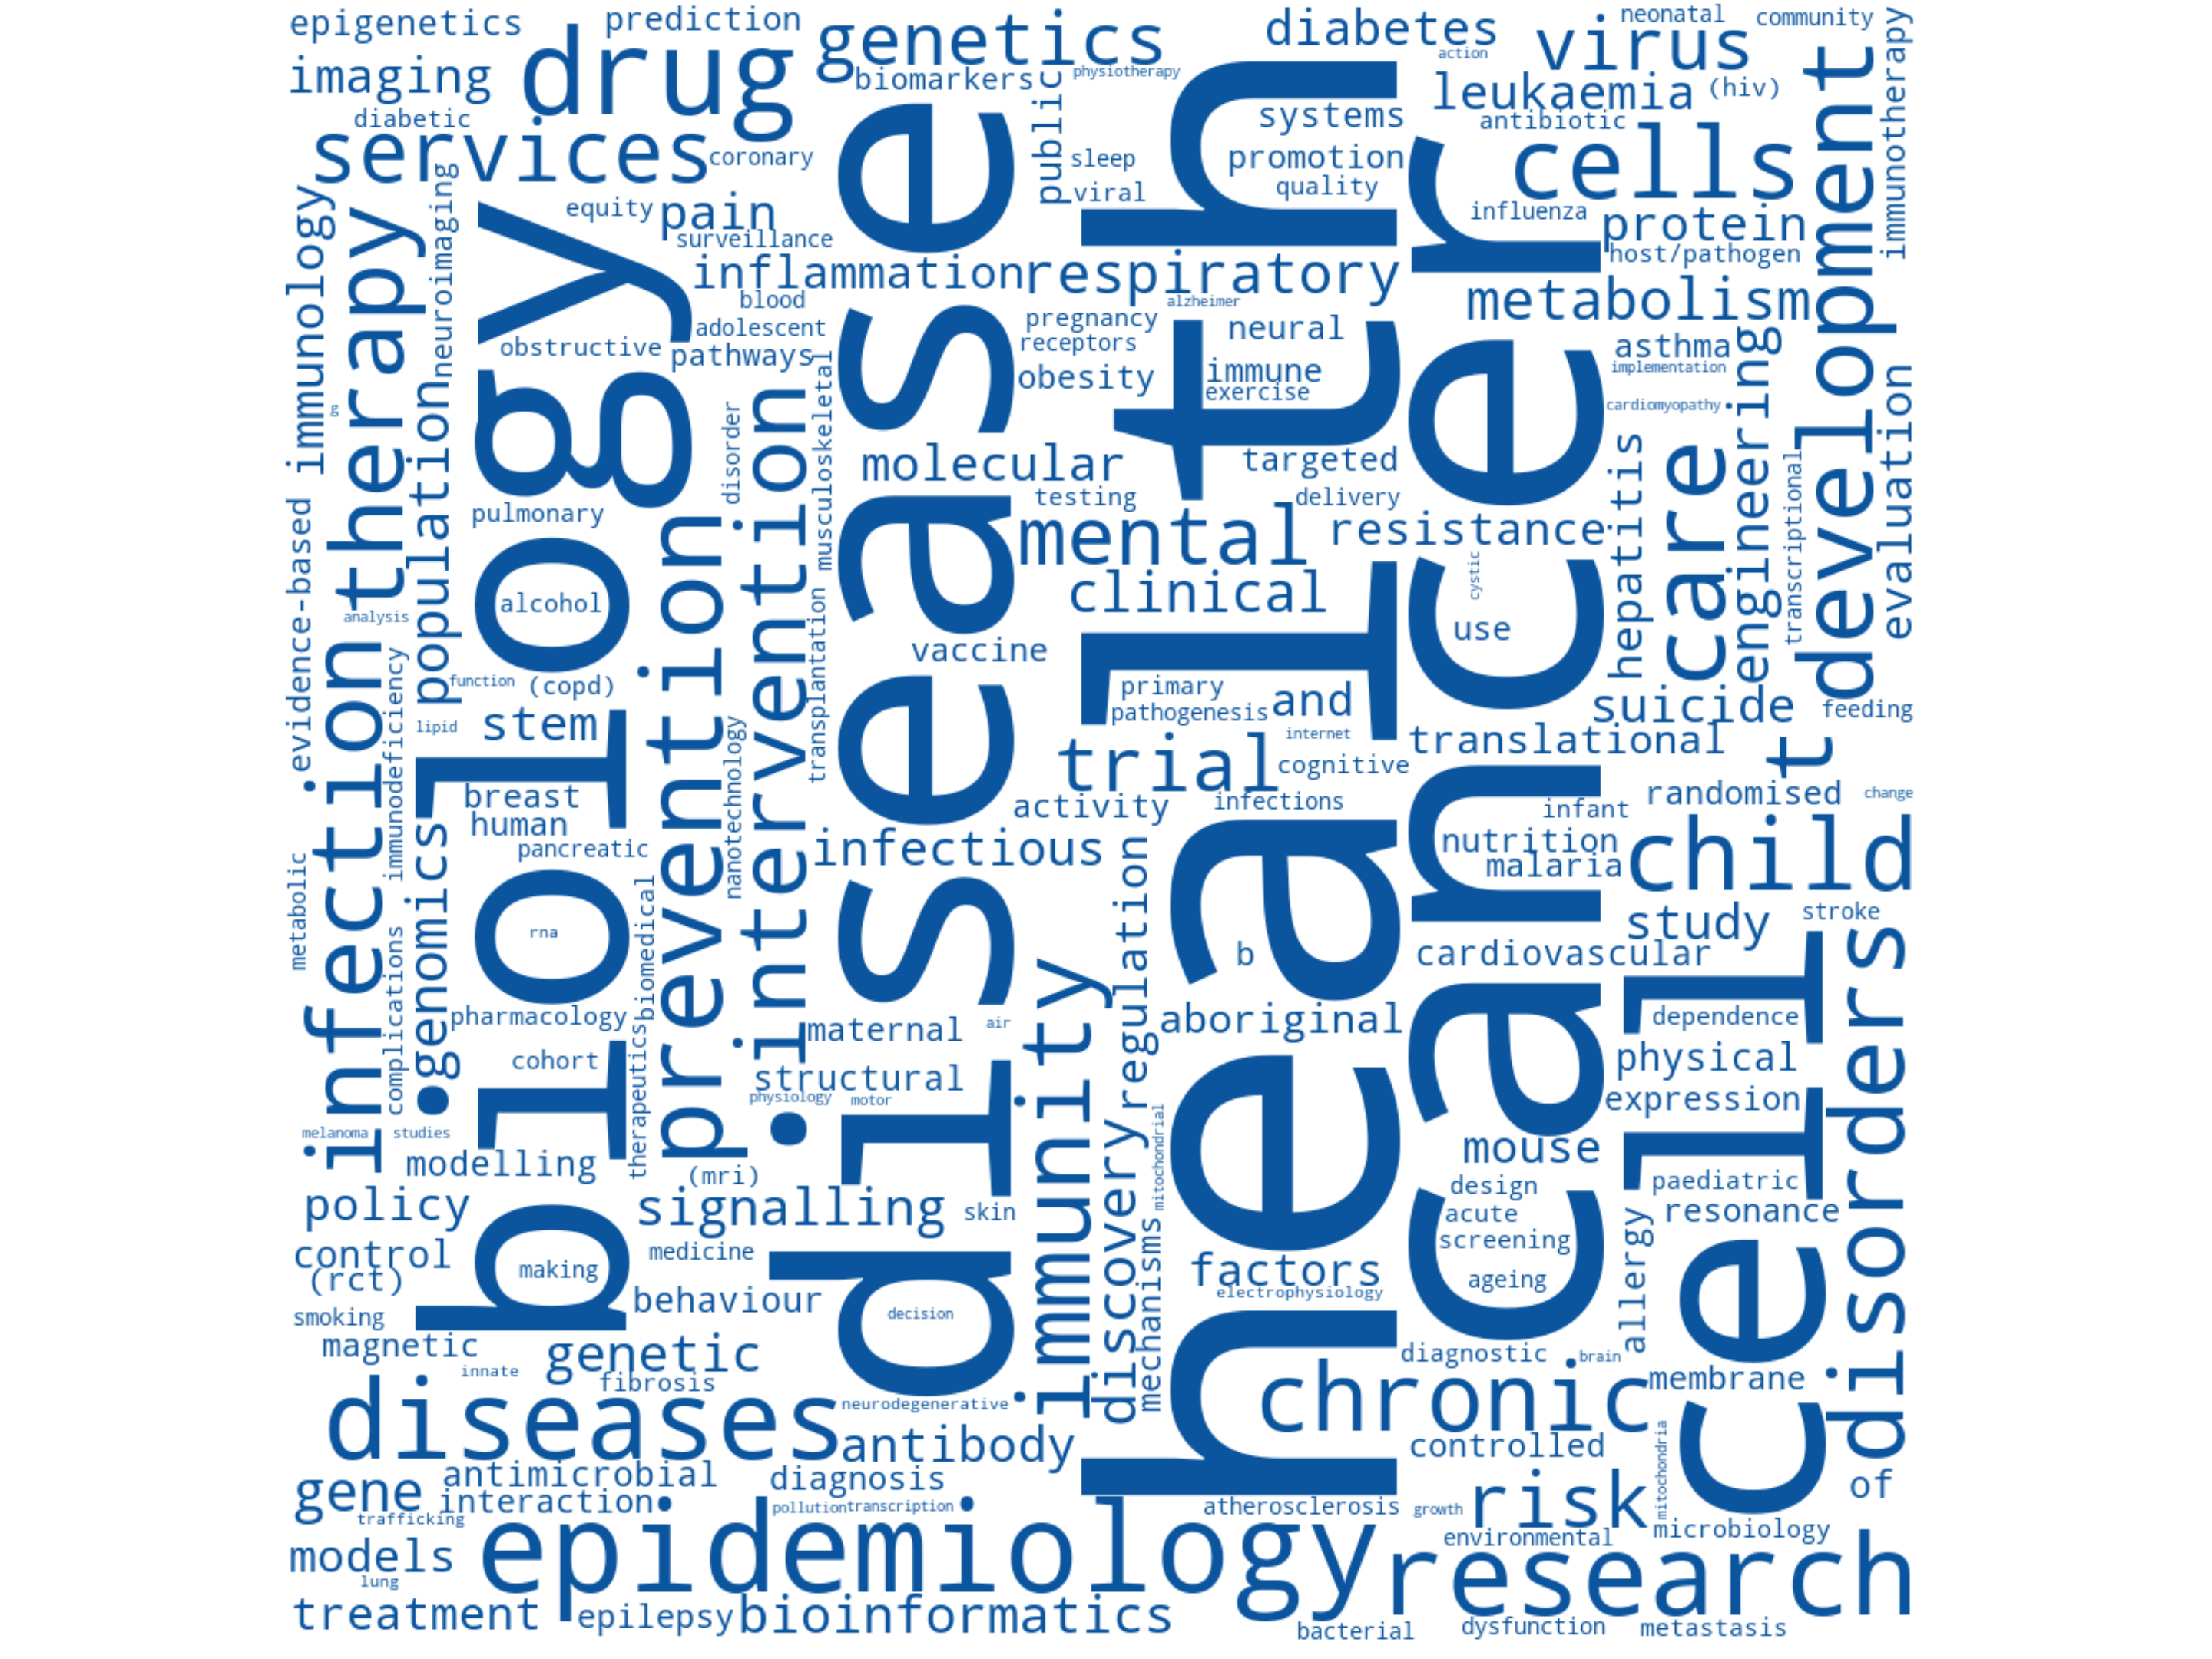 epigenetics
prediction
drug
genetics
diabetes
virus
neonatal
community
immunotherapy
imaging
biomarkers
physiotherapy
action
leukaemia
(hiv)
diabetic
services
coronary
public
systems
antibiotic
cells
development
sleep
promotion
quality
viral
immunology
therapy
neuroimaging
equity
pain
surveillance
influenza
protein
host/pathogen
inflammation
respiratory
metabolism
blood
alzheimer
adolescent
pregnancy
neural
receptors
obstructive
pathways
obesity
immune
exercise
asthma
implementation
cardiomyopathy
engineering
evaluation
g
population
biology
disorder
intervention
musculoskeletal
disease
health
cancer
molecular
targeted
testing
delivery
hepatitis
care
transcriptional
pulmonary
mental
resistance
evidence-based
prevention
clinical
cystic
use
alcohol
analysis
transplantation
vaccine
infection
immunodeficiency
function
(copd)
primary
pathogenesis
and
suicide
feeding
lipid
stem
nanotechnology
internet
translational
t
trial
cognitive
breast
activity
infections
infant
randomised
change
human
genomics
pancreatic
infectious
nutrition
malaria
child
metabolic
biomedical
regulation
study
stroke
rna
b
cardiovascular
disorders
complications
pharmacology
maternal
air
aboriginal
cell
dependence
cohort
therapeutics
immunity
physical
structural
physiology
motor
expression
melanoma
studies
discovery
mitochondrial
modelling
mouse
(mri)
paediatric
policy
signalling
skin
mechanisms
design
acute
resonance
allergy
control
medicine
screening
(rct)
making
factors
ageing
electrophysiology
smoking
behaviour
decision
magnetic
genetic
diagnostic
brain
innate
fibrosis
chronic
membrane
diseases
neurodegenerative
antibody
controlled
mitochondria
gene
antimicrobial
diagnosis
of
interaction
pollution
transcription
atherosclerosis
growth
risk
trafficking
environmental
microbiology
models
epidemiology
research
lung
treatment
epilepsy
bioinformatics
bacterial
dysfunction
metastasis